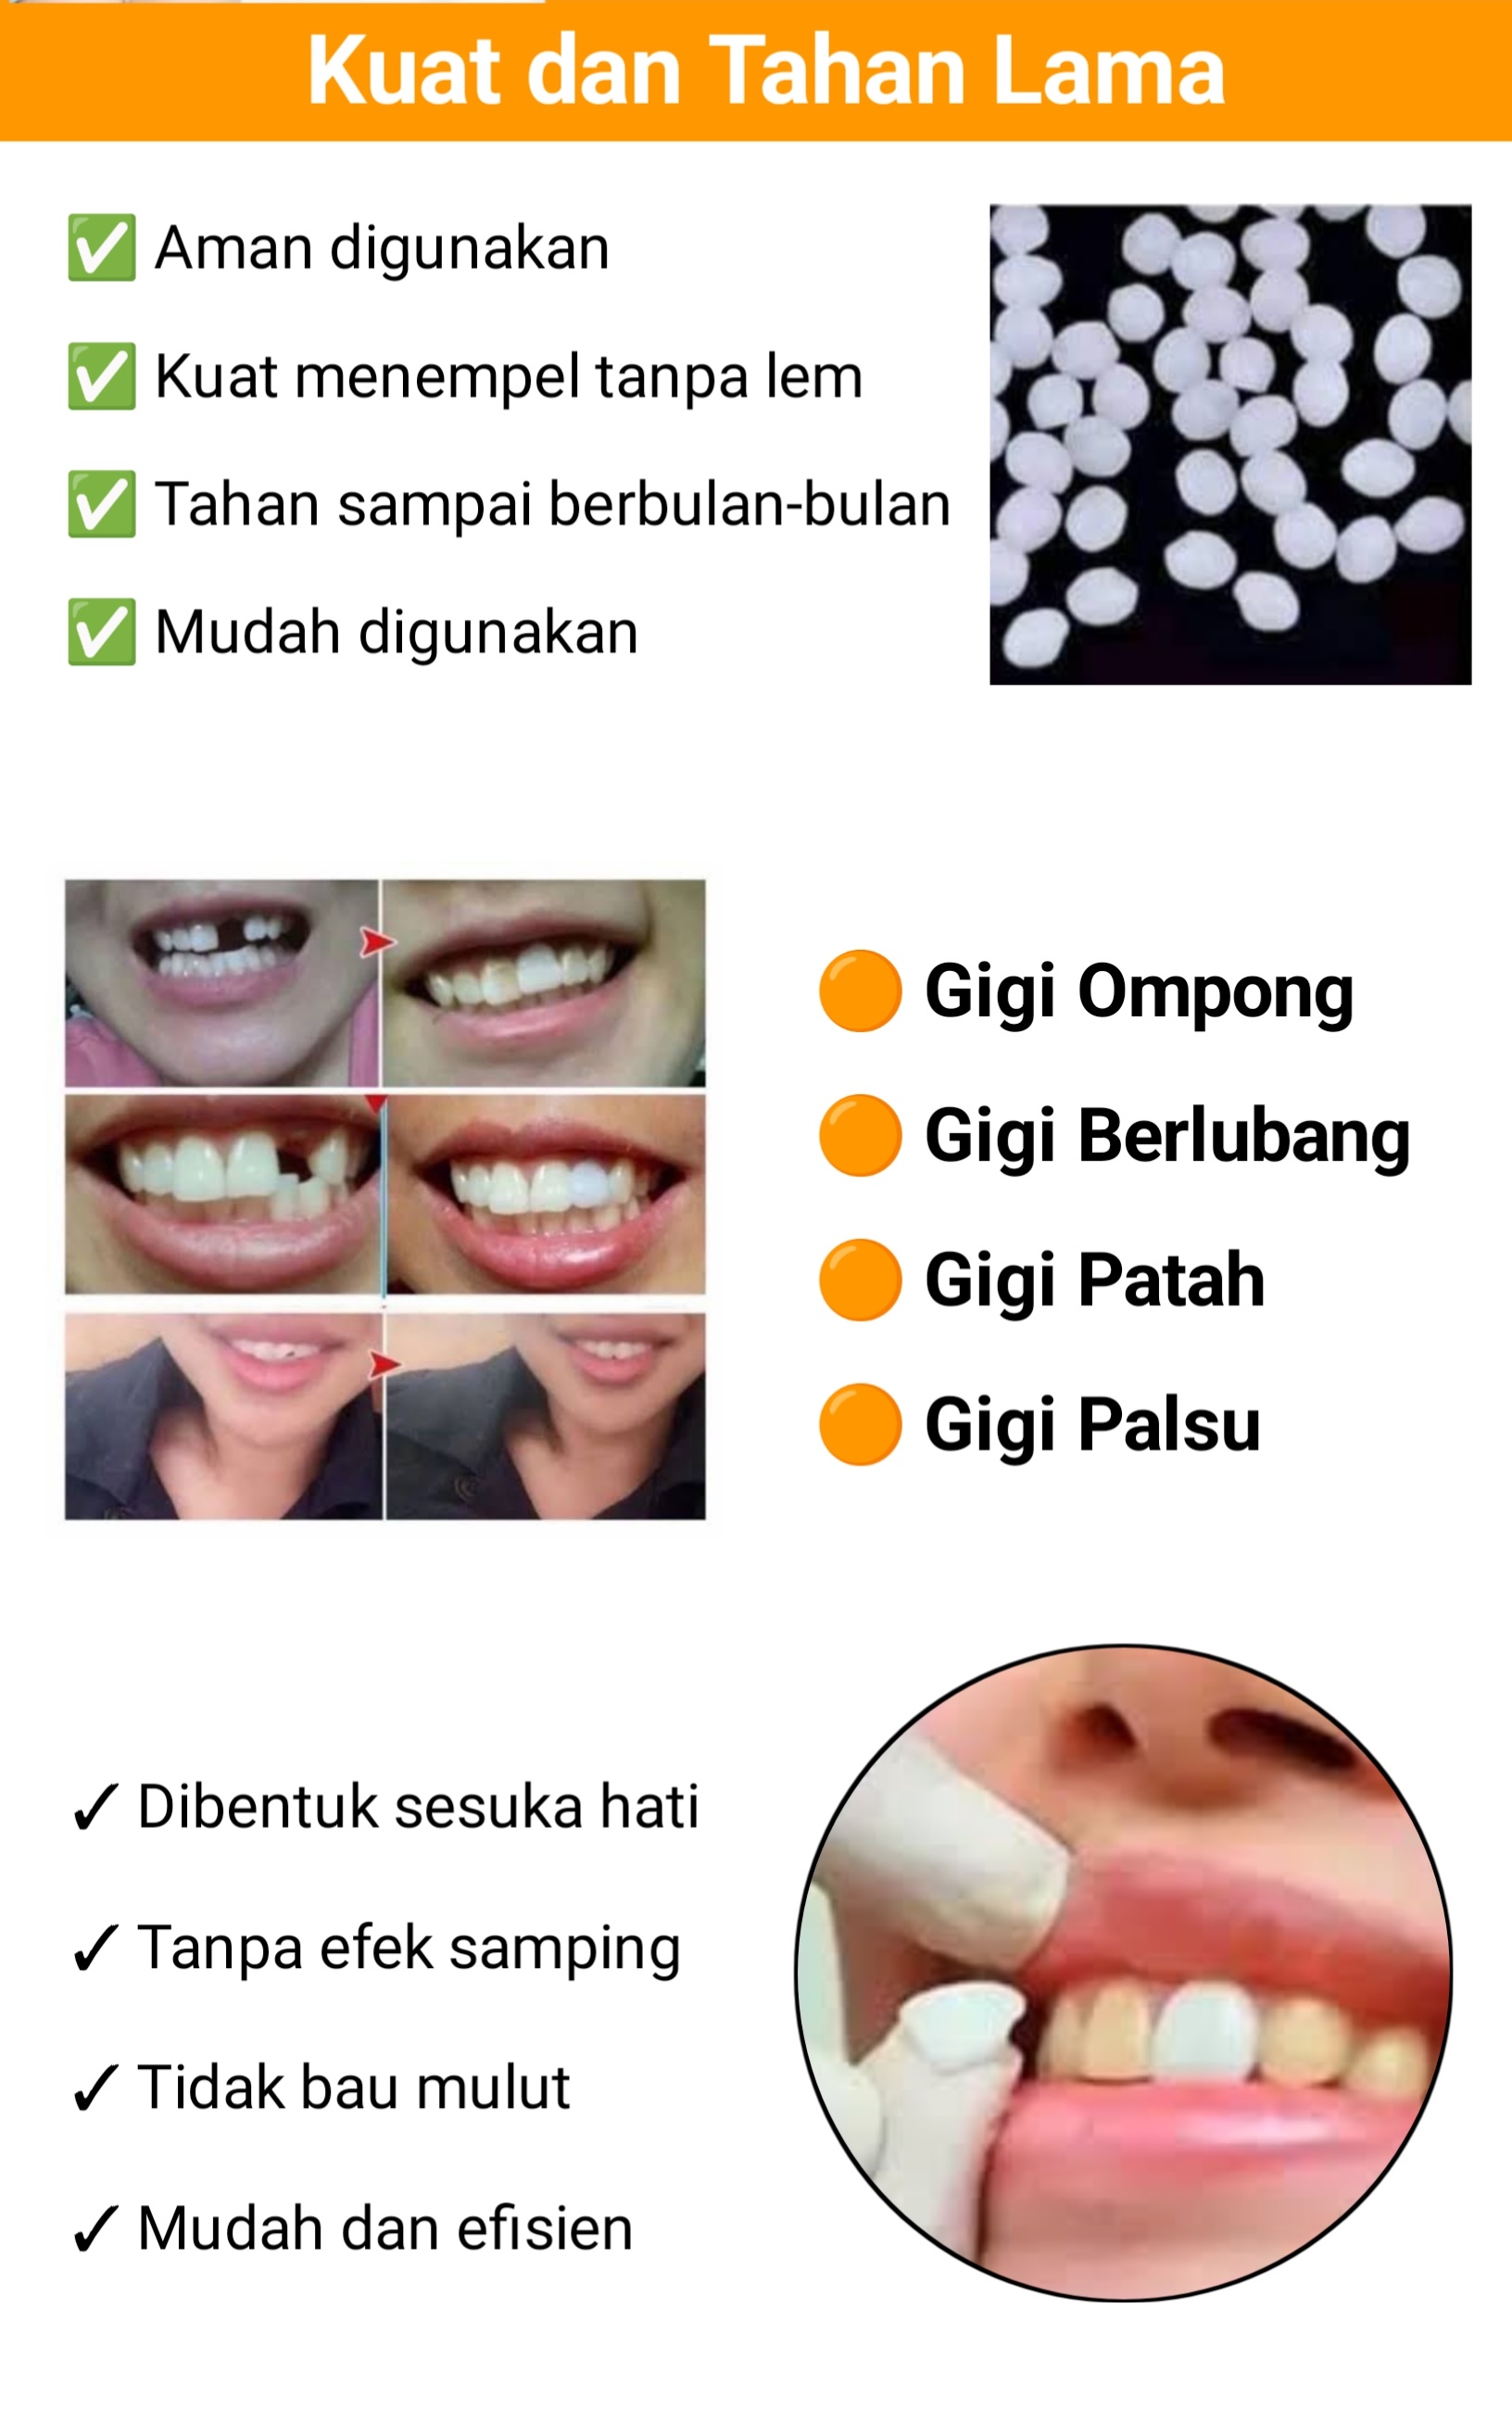 Kuat dan Tahan Lama
✅ Aman digunakan
✅ Kuat menempel tanpa lem
✅ Tahan sampai berbulan-bulan
✅ Mudah digunakan
🟠 Gigi Ompong
🟠 Gigi Berlubang
🟠 Gigi Patah
🟠 Gigi Palsu
✓ Dibentuk sesuka hati
✓ Tanpa efek samping
✓ Tidak bau mulut
✓ Mudah dan efisien